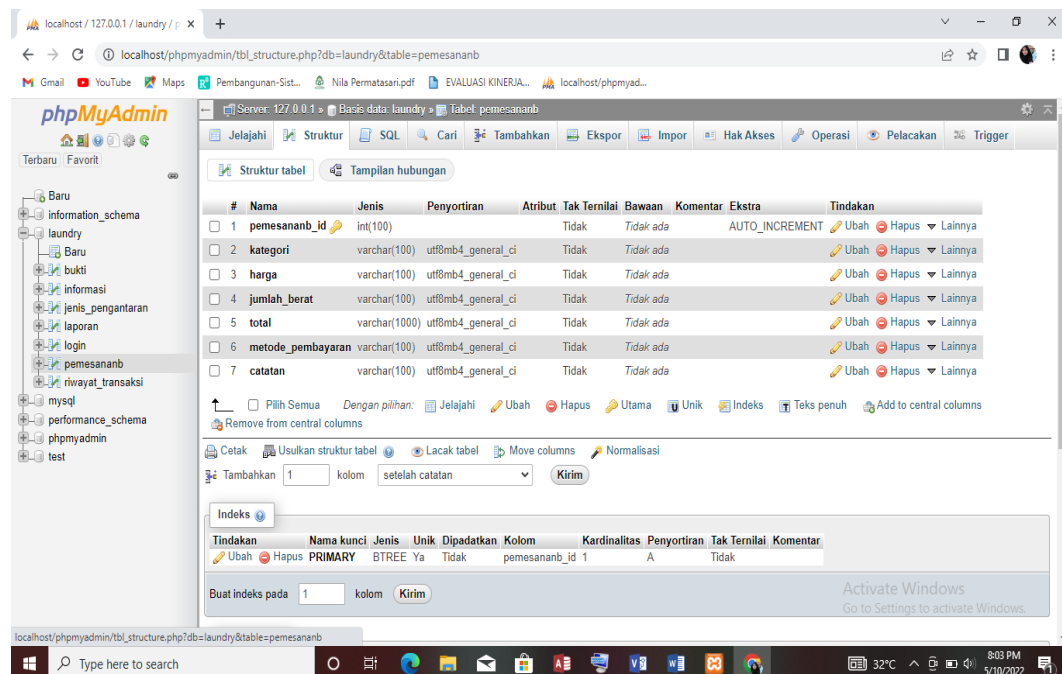 localhost / 127.0.0.1 / laundry / p
localhost/phpmyadmin/tbl_structure.php?db=laundry&table=pemesananb
Gmail YouTube Maps Pembangunan-Sist... Nila Permatasari.pdf EVALUASI KINERJA... localhost/phpmyad...
phpMyAdmin
Terbaru Favorit
Baru
information_schema
laundry
Baru
bukti
informasi
jenis_pengantaran
laporan
login
pemesananb
riwayat_transaksi
mysql
performance_schema
phpmyadmin
test
Server: 127.0.0.1 » Basis data: laundry » Tabel: pemesananb
Jelajahi Struktur SQL Cari Tambahkan Ekspor Impor Hak Akses Operasi Pelacakan Trigger
Struktur tabel Tampilan hubungan
# Nama Jenis Penyortiran Atribut Tak Ternilai Bawaan Komentar Ekstra Tindakan
1 pemesananb_id int(100) Tidak Tidak ada AUTO_INCREMENT Ubah Hapus Lainnya
2 kategori varchar(100) utf8mb4_general_ci Tidak Tidak ada Ubah Hapus Lainnya
3 harga varchar(100) utf8mb4_general_ci Tidak Tidak ada Ubah Hapus Lainnya
4 jumlah_berat varchar(100) utf8mb4_general_ci Tidak Tidak ada Ubah Hapus Lainnya
5 total varchar(1000) utf8mb4_general_ci Tidak Tidak ada Ubah Hapus Lainnya
6 metode_pembayaran varchar(100) utf8mb4_general_ci Tidak Tidak ada Ubah Hapus Lainnya
7 catatan varchar(100) utf8mb4_general_ci Tidak Tidak ada Ubah Hapus Lainnya
Pilih Semua Dengan pilihan: Jelajahi Ubah Hapus Utama Unik Indeks Teks penuh Add to central columns
Remove from central columns
Cetak Usulkan struktur tabel Lacak tabel Move columns Normalisasi
Tambahkan 1 kolom setelah catatan Kirim
Indeks
Tindakan Nama kunci Jenis Unik Dipadatkan Kolom Kardinalitas Penyortiran Tak Ternilai Komentar
Ubah Hapus PRIMARY BTREE Ya Tidak pemesananb_id 1 A Tidak
Buat indeks pada 1 kolom Kirim
Activate Windows
Go to Settings to activate Windows.
localhost/phpmyadmin/tbl_structure.php?db=laundry&table=pemesananb
Type here to search
32°C
8:03 PM
5/10/2022